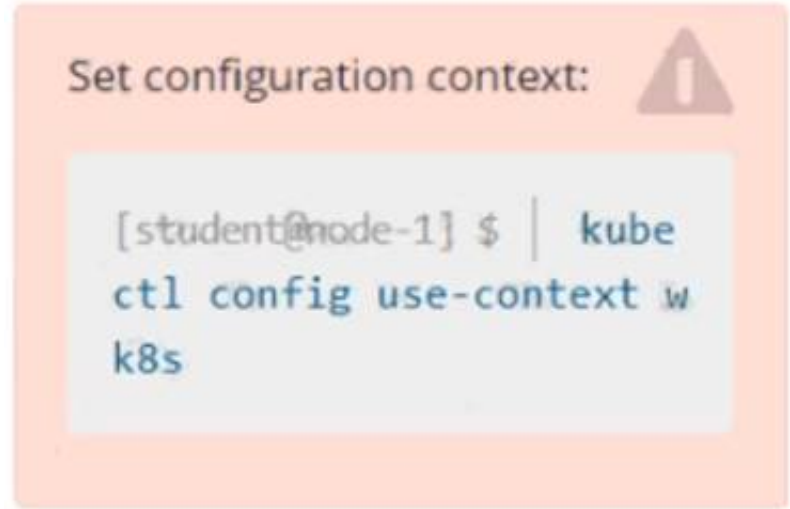 Set configuration context:
[student@node-1] $ | kube
ctl config use-context w
k8s